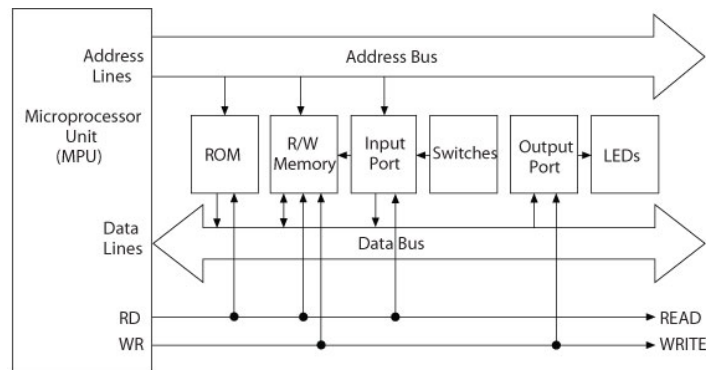 Address
Lines
Address Bus
Microprocessor
Unit
(MPU)
ROM
R/W
Memory
Input
Port
Switches
Output
Port
LEDs
Data
Lines
Data Bus
RD
READ
WR
WRITE